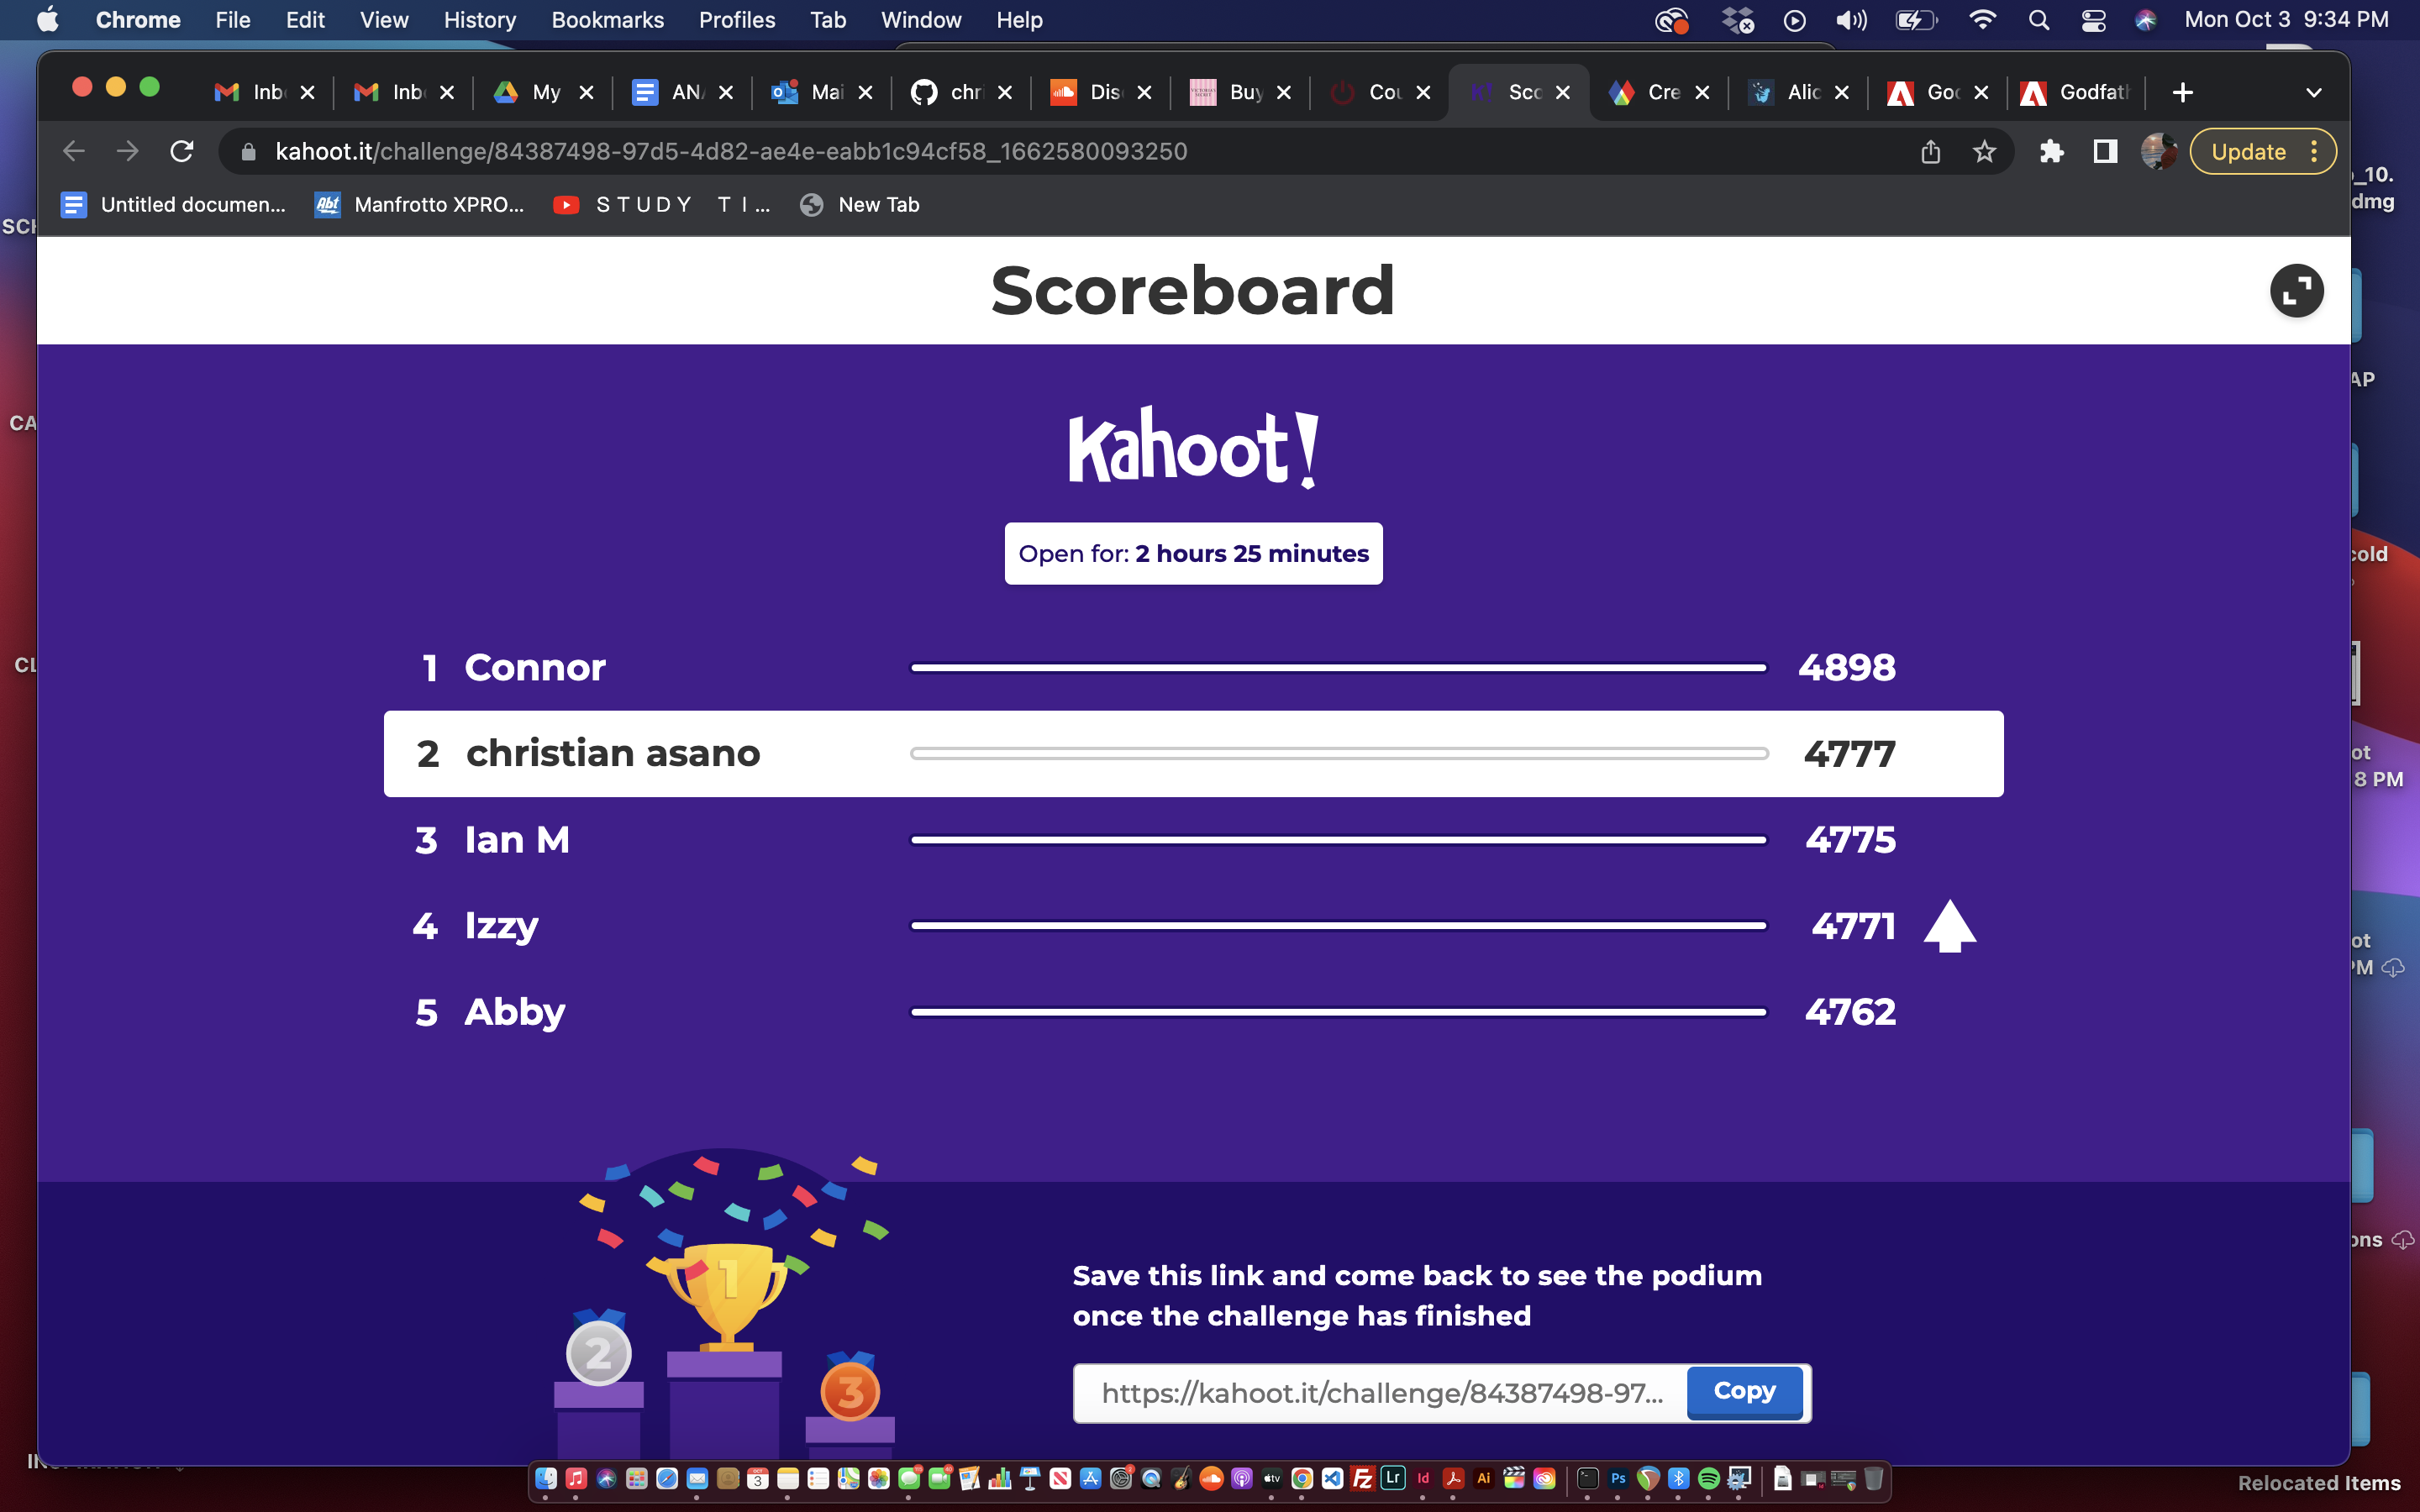 Chrome File Edit View History Bookmarks Profiles Tab Window Help Mon Oct 3 9:34 PM
Inb Inb My AN Mai chri Dis Buy Cou Sco Cre Alic God Godfat
kahoot.it/challenge/84387498-97d5-4d82-ae4e-eabb1c94cf58_1662580093250 Update
Untitled documen... Manfrotto XPRO... S T U D Y T I ... New Tab
Scoreboard
Kahoot!
Open for: 2 hours 25 minutes
1 Connor 4898
2 christian asano 4777
3 Ian M 4775
4 Izzy 4771
5 Abby 4762
1
2
3
Save this link and come back to see the podium
once the challenge has finished
https://kahoot.it/challenge/84387498-97... Copy
_10.
dmg
AP
cold
ot
8 PM
ot
PM
ons
Relocated Items
SCH
CA
CL